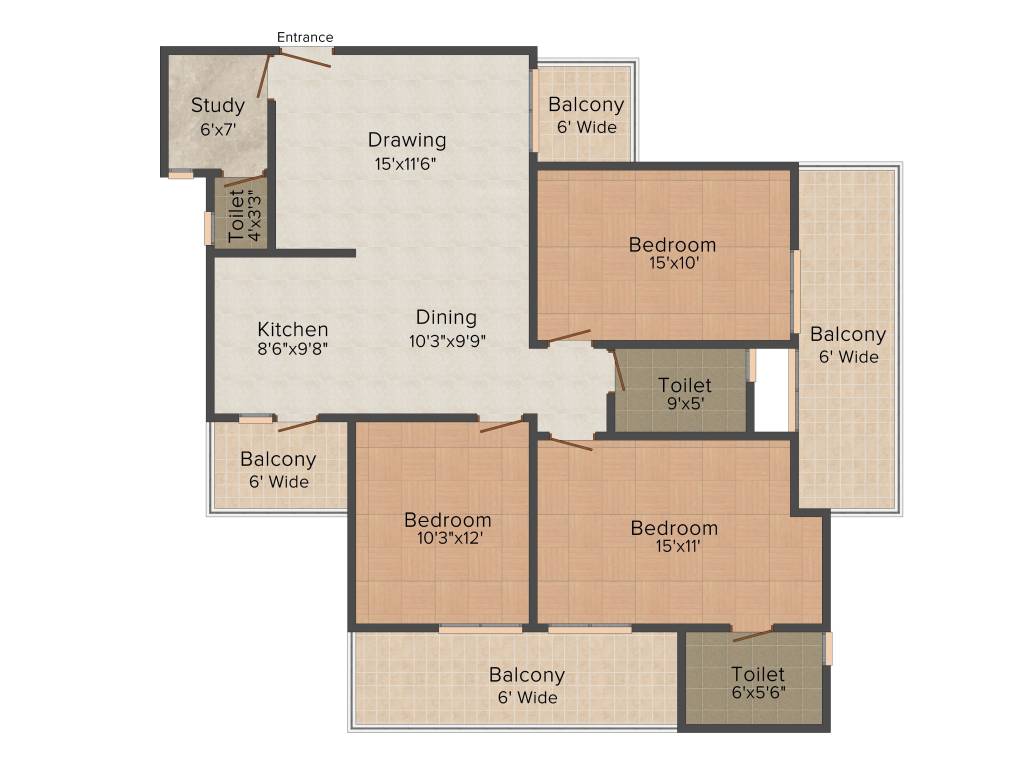 Entrance
Study
6'x7'
Drawing
15'x11'6"
Balcony
6' Wide
Toilet
4'x3'3"
Bedroom
15'x10'
Kitchen
8'6"x9'8"
Dining
10'3"x9'9"
Balcony
6' Wide
Toilet
9'x5'
Balcony
6' Wide
Bedroom
10'3"x12'
Bedroom
15'x11'
Balcony
6' Wide
Toilet
6'x5'6"